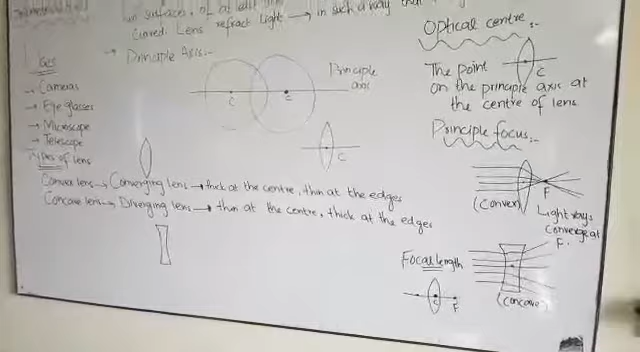 in surfaces, of at least
Curved. Lens refract light → in such a way that
→ Principle Axis:-
Uses
→ Cameras
→ Eye glasses
→ Microscope
→ Telescope
Types of lens
Principle
axis
C
C
C
Convex lens → Converging lens → thick at the centre, thin at the edges
Concave lens → Diverging lens → thin at the centre, thick at the edges
Optical centre:-
The point
C
on the principle axis at
the centre of lens
Principle focus:-
F
(Convex)
Light rays
Converge at
F.
Focal length
F
(Concave)